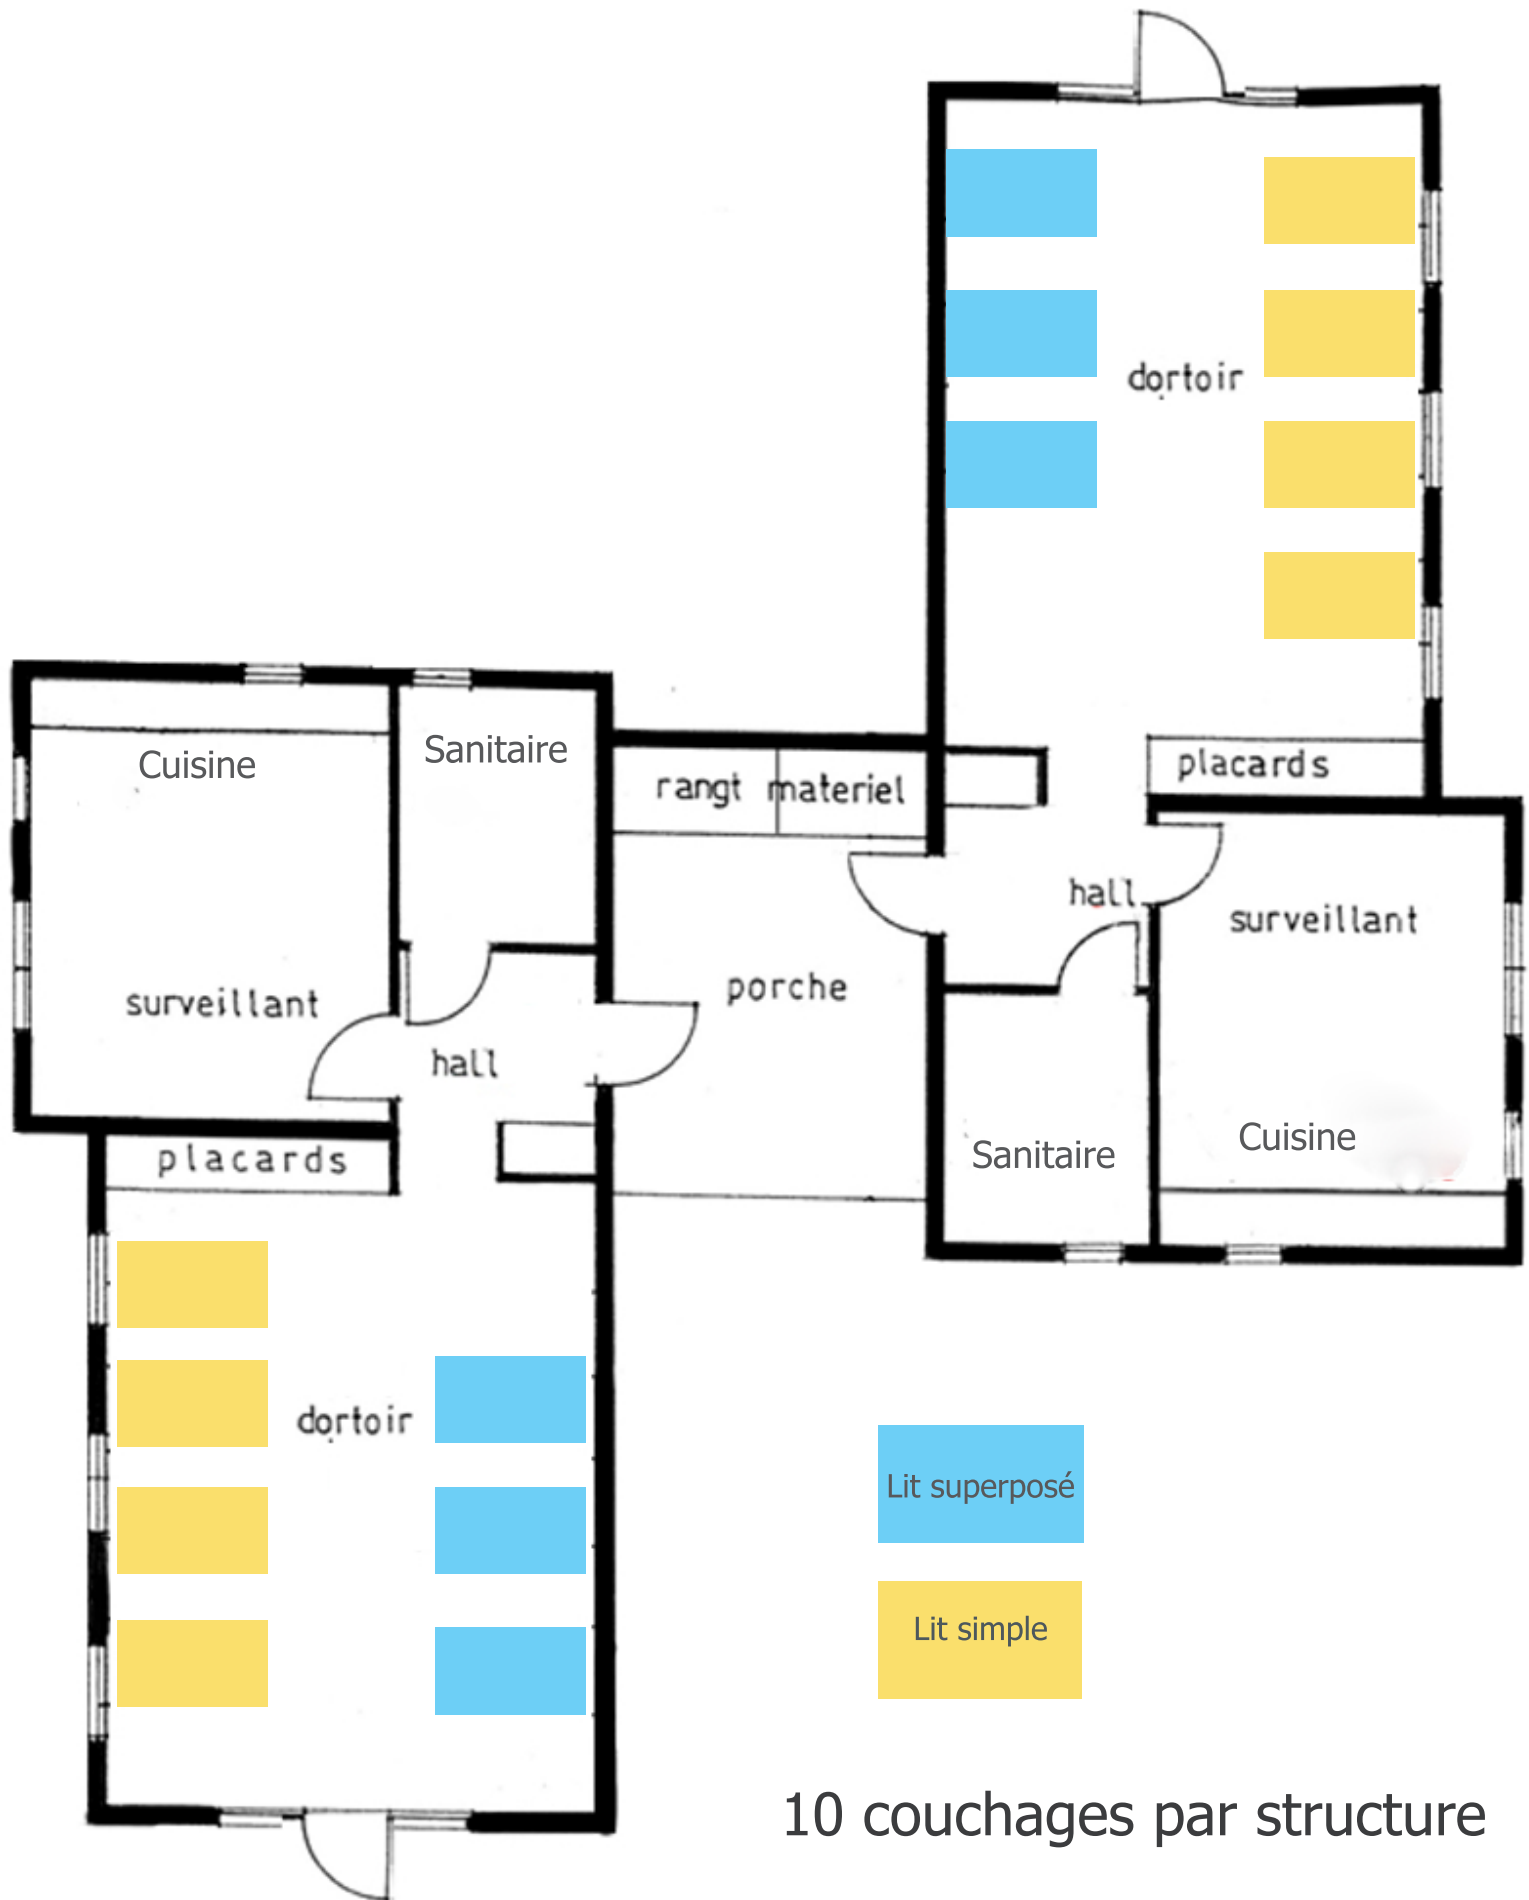 dortoir
placards
Cuisine
Sanitaire
rangt materiel
hall
surveillant
porche
surveillant
hall
Sanitaire
Cuisine
placards
dortoir
Lit superposé
Lit simple
10 couchages par structure